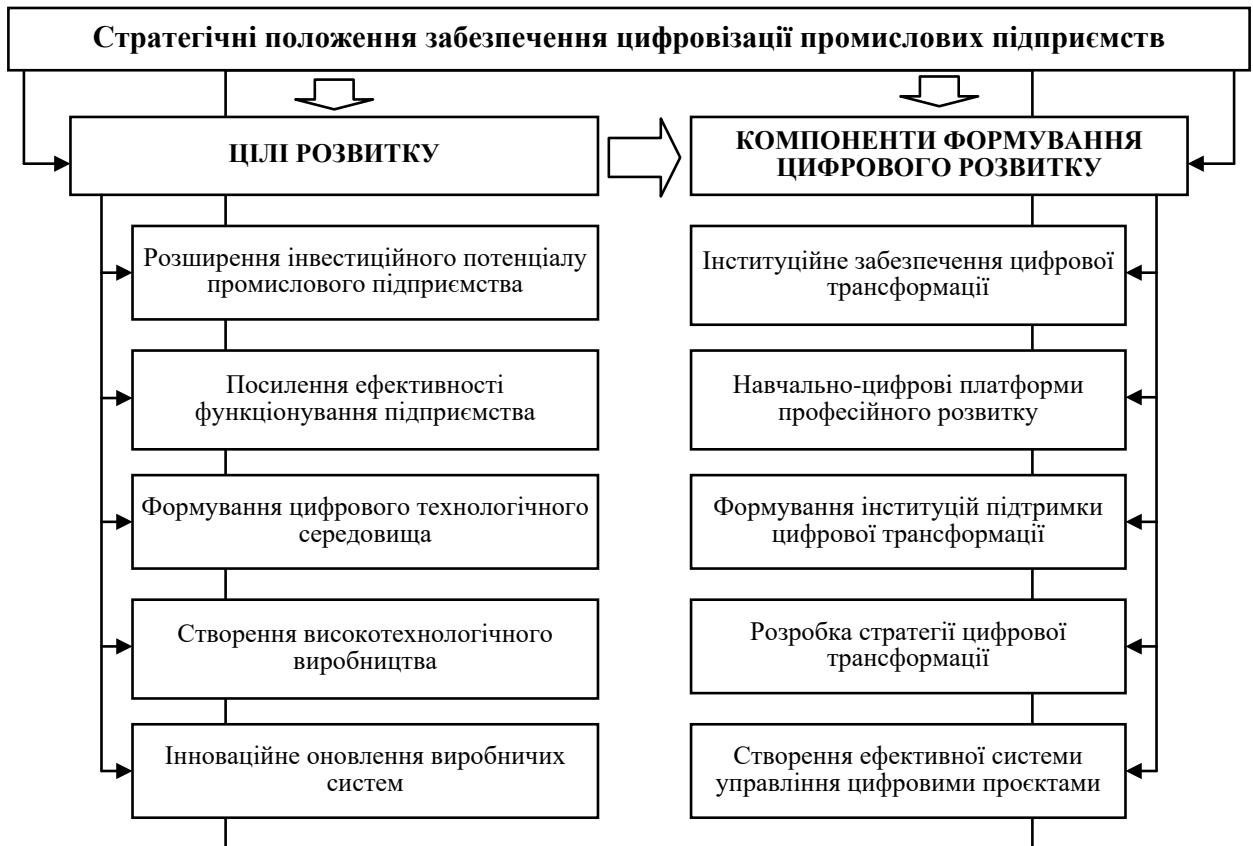 Стратегічні положення забезпечення цифровізації промислових підприємств
ЦІЛІ РОЗВИТКУ
Розширення інвестиційного потенціалу
промислового підприємства
Посилення ефективності
функціонування підприємства
Формування цифрового технологічного
середовища
Створення високотехнологічного
виробництва
Інноваційне оновлення виробничих
систем
КОМПОНЕНТИ ФОРМУВАННЯ
ЦИФРОВОГО РОЗВИТКУ
Інституційне забезпечення цифрової
трансформації
Навчально-цифрові платформи
професійного розвитку
Формування інституцій підтримки
цифрової трансформації
Розробка стратегії цифрової
трансформації
Створення ефективної системи
управління цифровими проєктами